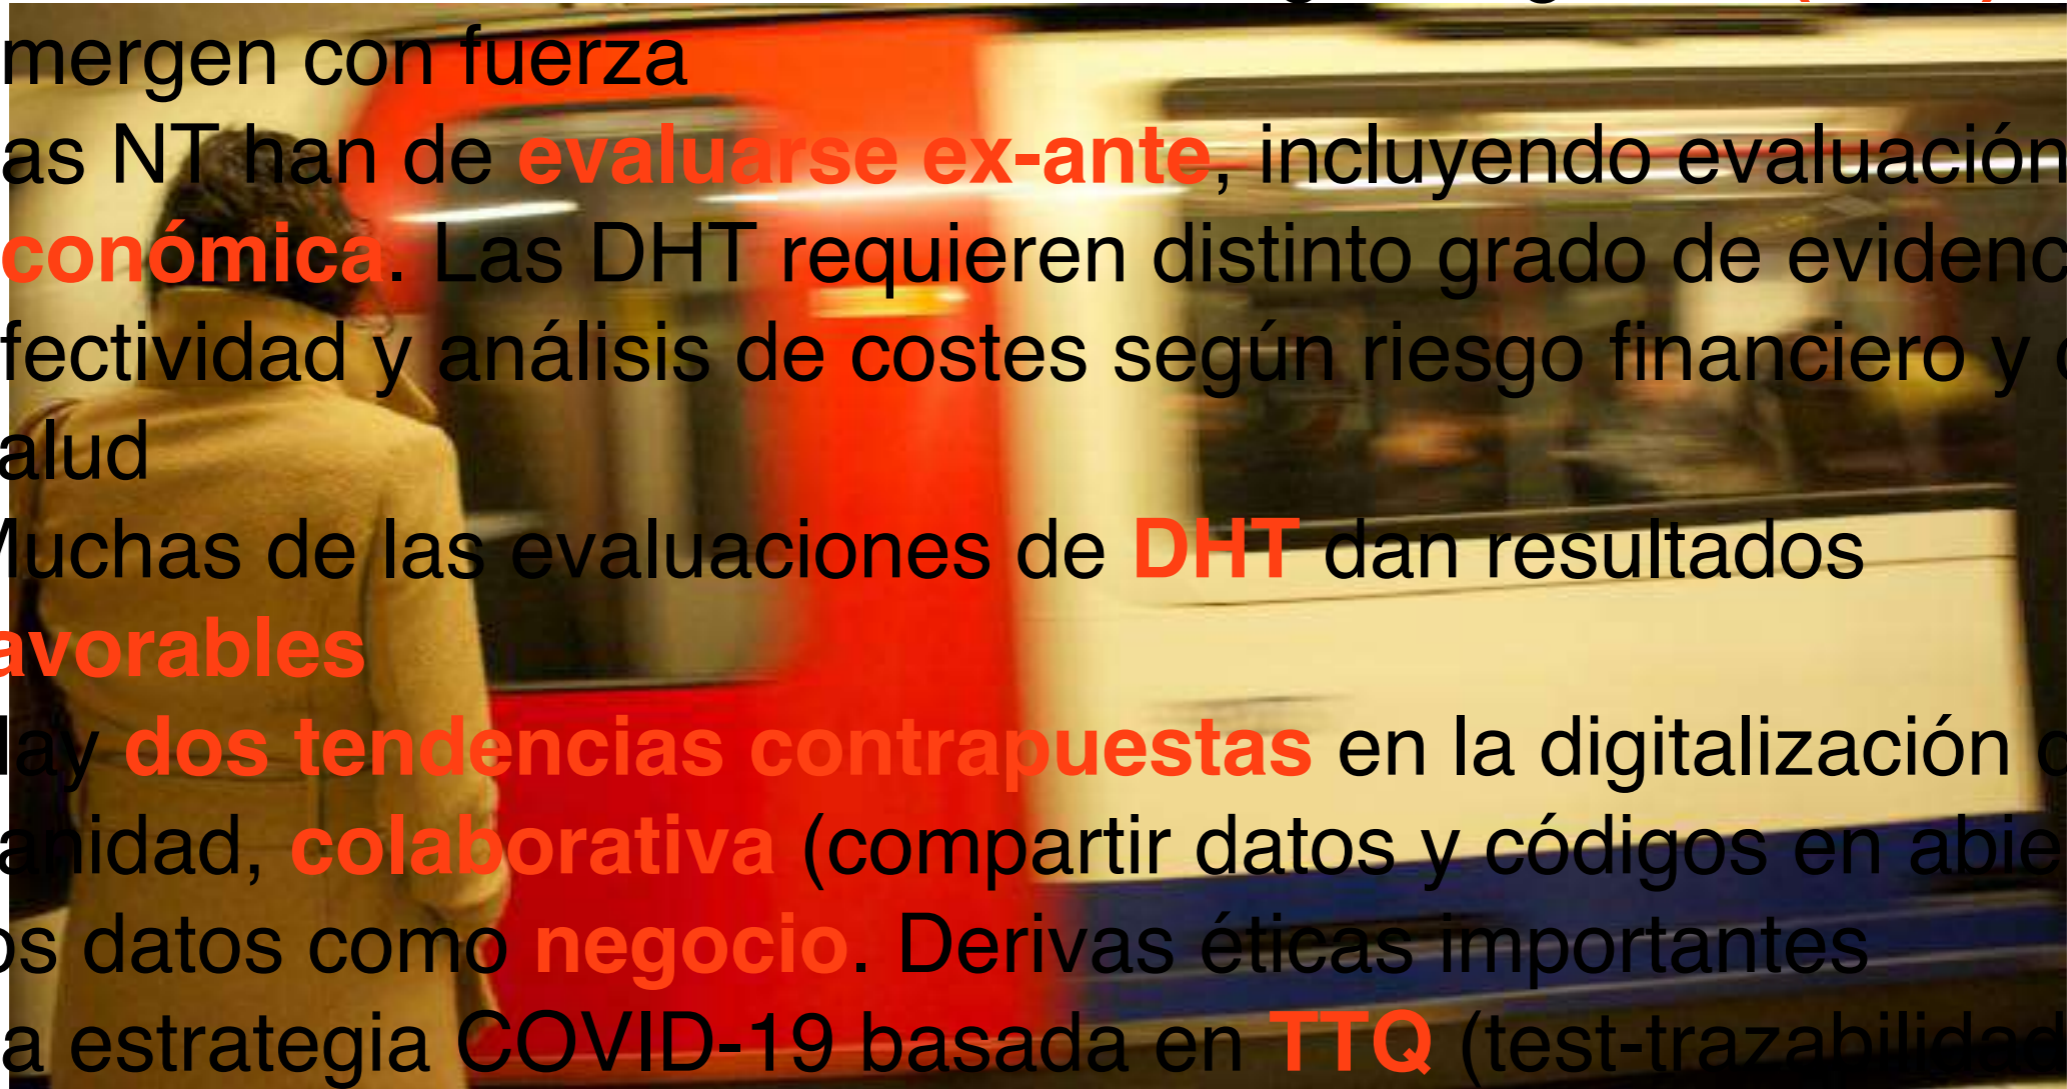 mergen con fuerza
as NT han de evaluarse ex-ante, incluyendo evaluación
conómica. Las DHT requieren distinto grado de evidenc
fectividad y análisis de costes según riesgo financiero y
alud
uchas de las evaluaciones de DHT dan resultados
avorables
ay dos tendencias contrapuestas en la digitalización
anidad, colaborativa (compartir datos y códigos en abie
os datos como negocio. Derivas éticas importantes
a estrategia COVID-19 basada en TTQ (test-trazabilidad